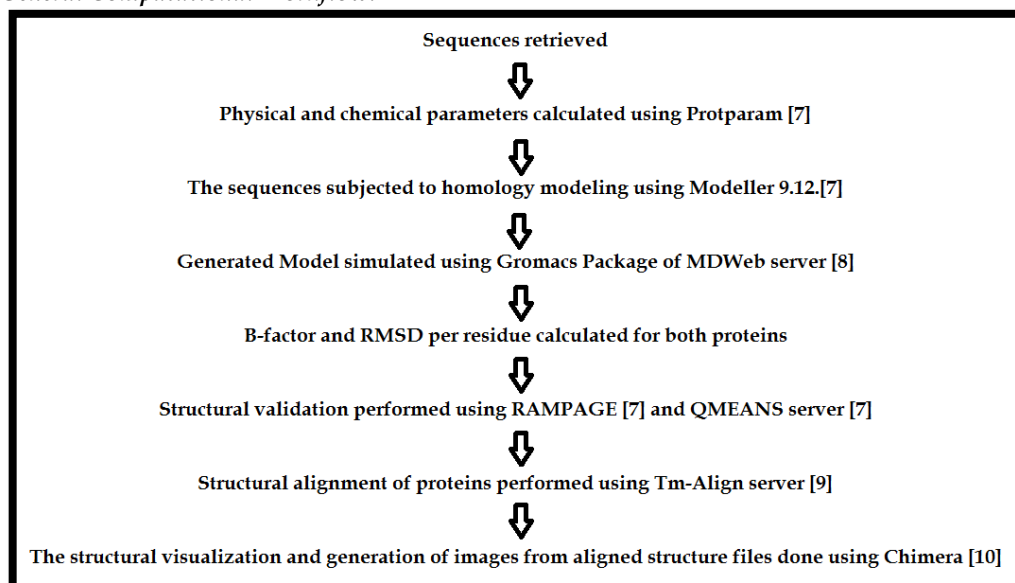 General Computational Workflow:
Sequences retrieved
Physical and chemical parameters calculated using Protparam [7]
The sequences subjected to homology modeling using Modeller 9.12.[7]
Generated Model simulated using Gromacs Package of MDWeb server [8]
B-factor and RMSD per residue calculated for both proteins
Structural validation performed using RAMPAGE [7] and QMEANS server [7]
Structural alignment of proteins performed using Tm-Align server [9]
The structural visualization and generation of images from aligned structure files done using Chimera [10]